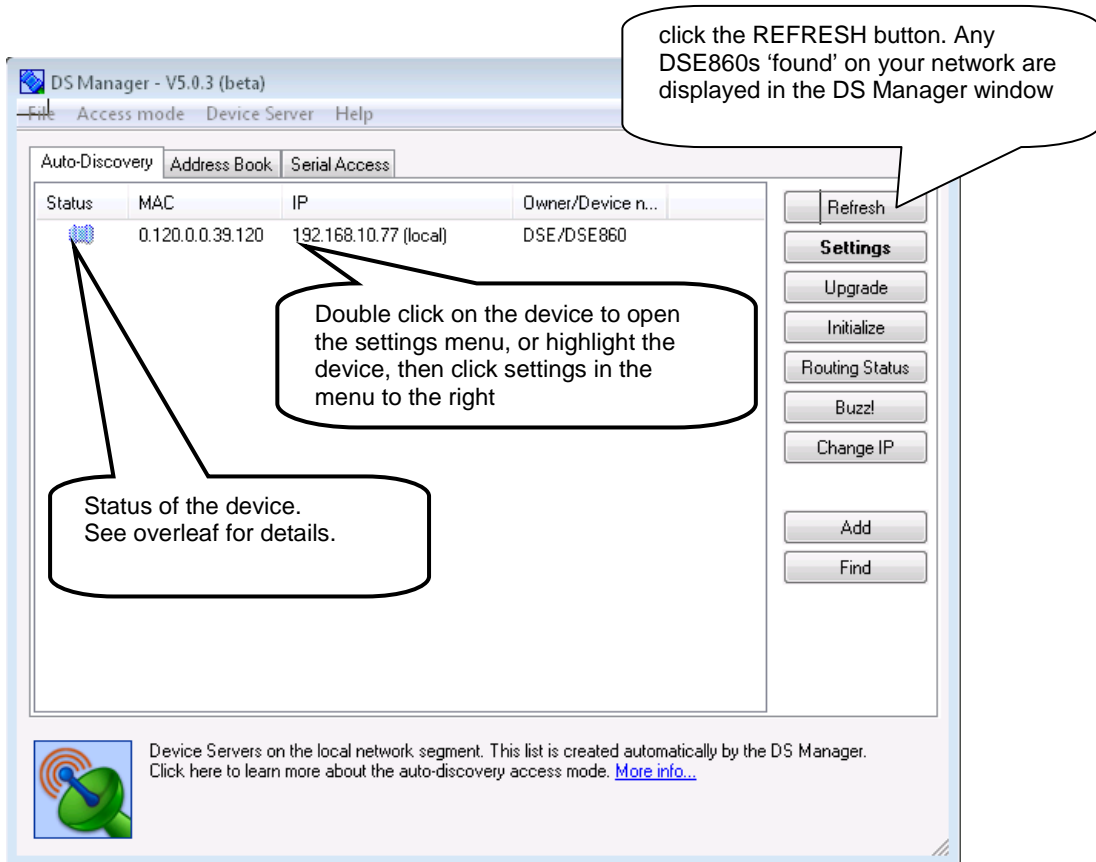 click the REFRESH button. Any
DSE860s ‘found’ on your network are
displayed in the DS Manager window
DS Manager - V5.0.3 (beta)
File Access mode Device Server Help
Auto-Discovery Address Book Serial Access
Status MAC IP Owner/Device n...
0.120.0.0.39.120 192.168.10.77 (local) DSE/DSE860
Refresh
Settings
Upgrade
Initialize
Routing Status
Buzz!
Change IP
Add
Find
Double click on the device to open
the settings menu, or highlight the
device, then click settings in the
menu to the right
Status of the device.
See overleaf for details.
Device Servers on the local network segment. This list is created automatically by the DS Manager.
Click here to learn more about the auto-discovery access mode. More info...